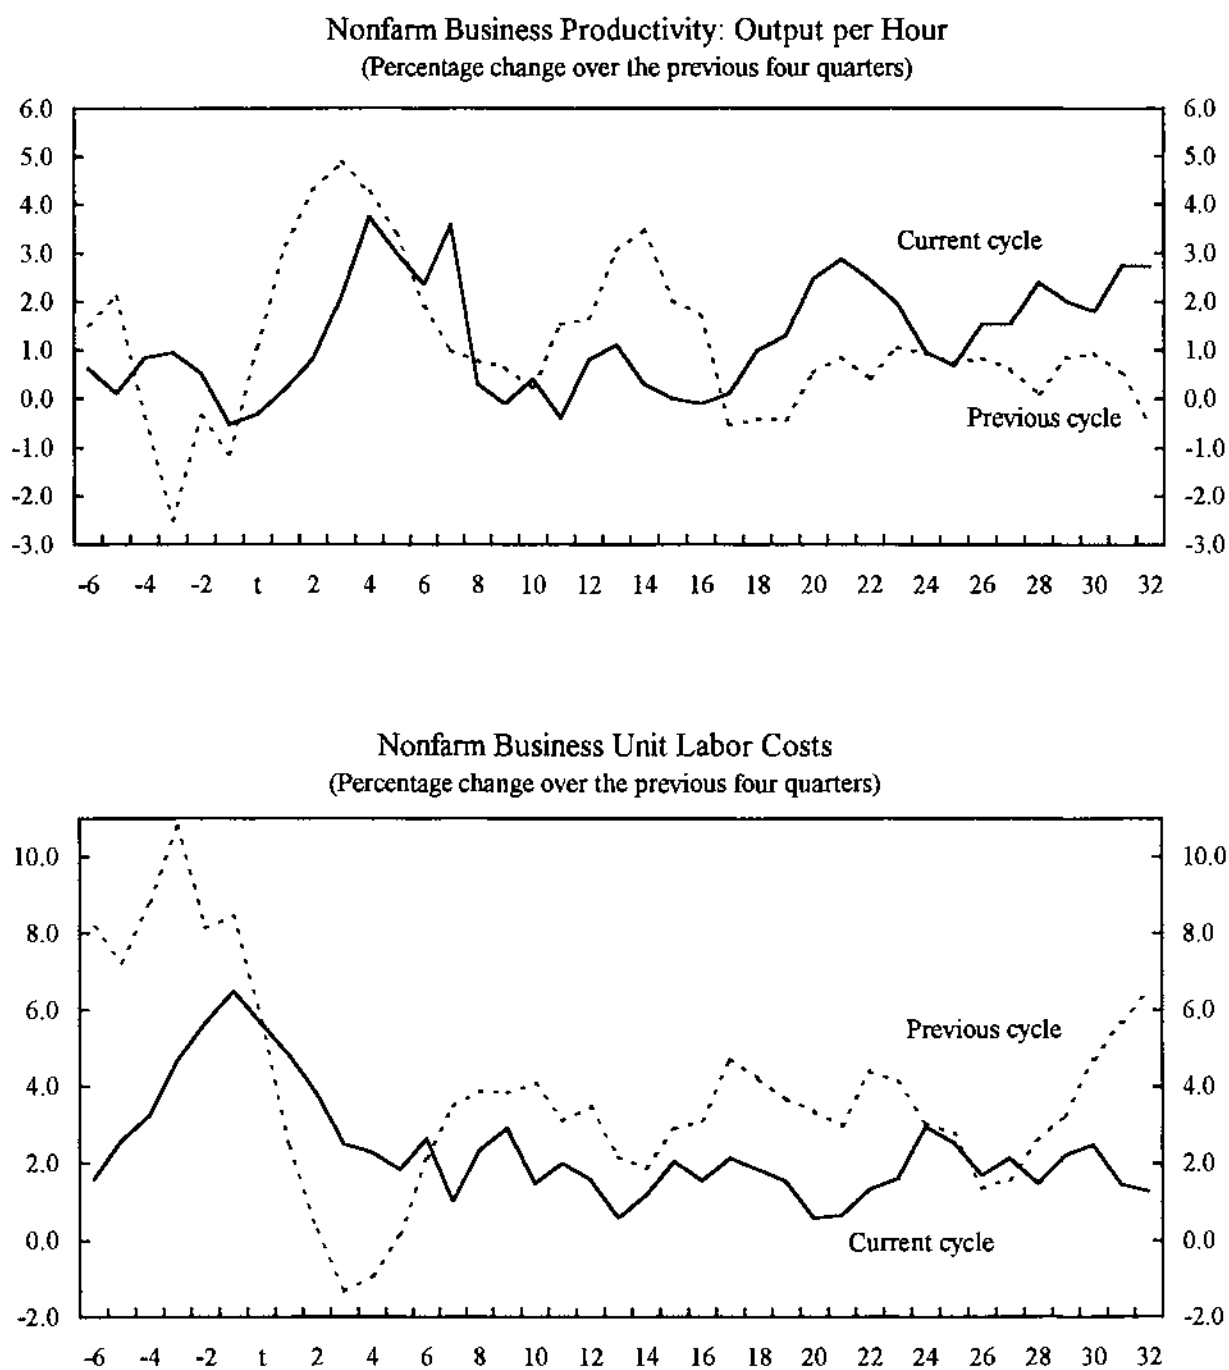 Nonfarm Business Productivity: Output per Hour
(Percentage change over the previous four quarters)
6.0 6.0
5.0 5.0
4.0 4.0
Current cycle
3.0 3.0
2.0 2.0
1.0 1.0
0.0 0.0
Previous cycle
-1.0 -1.0
-2.0 -2.0
-3.0 -3.0
-6 -4 -2 t 2 4 6 8 10 12 14 16 18 20 22 24 26 28 30 32
Nonfarm Business Unit Labor Costs
(Percentage change over the previous four quarters)
10.0 10.0
8.0 8.0
6.0 6.0
Previous cycle
4.0 4.0
2.0 2.0
0.0 0.0
Current cycle
-2.0 -2.0
-6 -4 -2 t 2 4 6 8 10 12 14 16 18 20 22 24 26 28 30 32